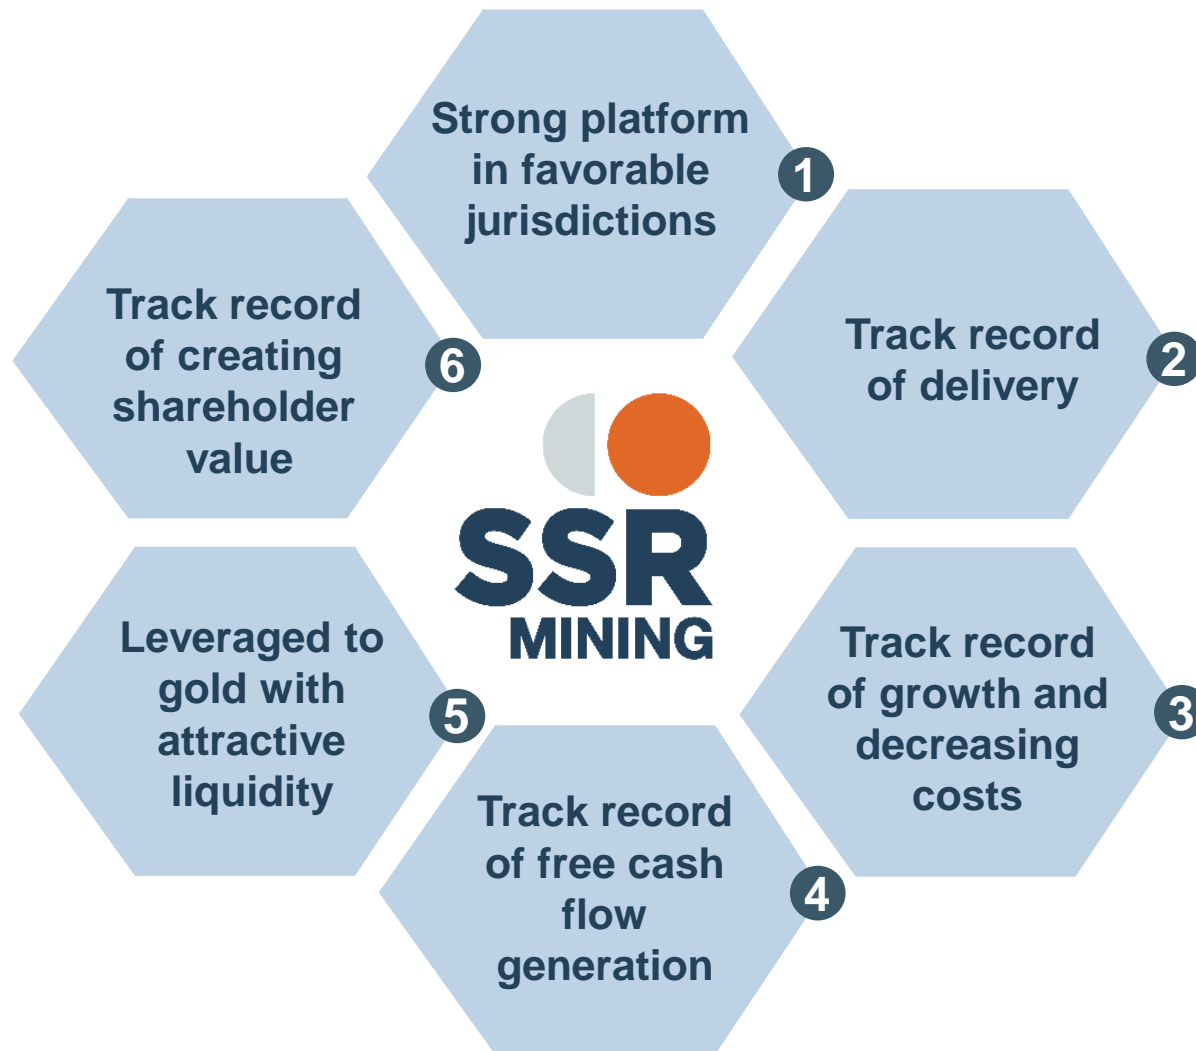 Strong platform
in favorable
jurisdictions
1
Track record
of delivery
2
Track record
of growth and
decreasing
costs
3
Track record
of free cash
flow
generation
4
Leveraged to
gold with
attractive
liquidity
5
Track record
of creating
shareholder
value
6
SSR
MINING